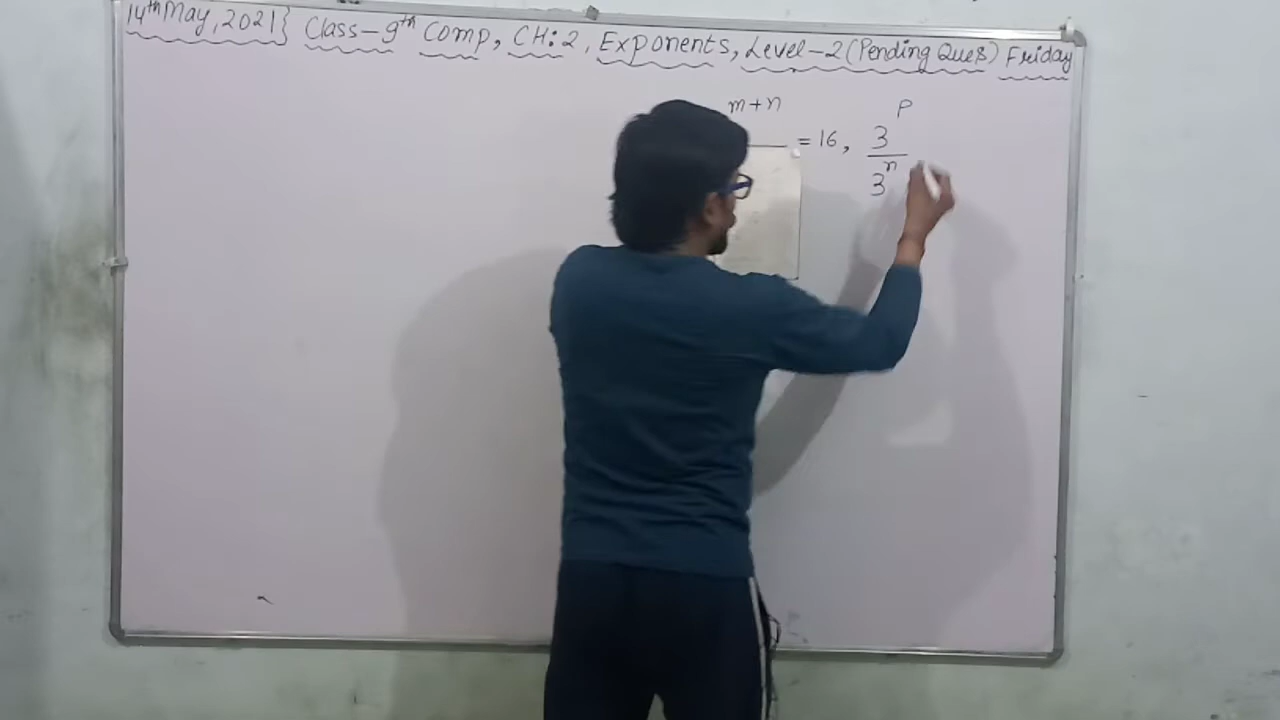 14th May, 2021} Class-9th Comp, CH:2, Exponents, Level-2 (Pending Ques) Friday
m+n = 16, 3^p/3^n